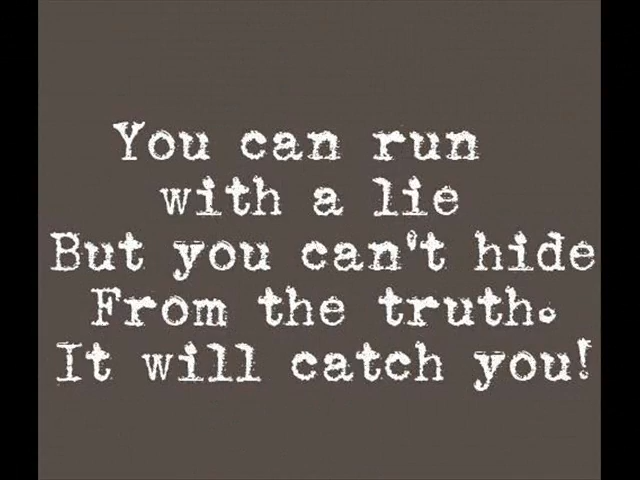 You can run
with a lie
But you can't hide
From the truth.
It will catch you!